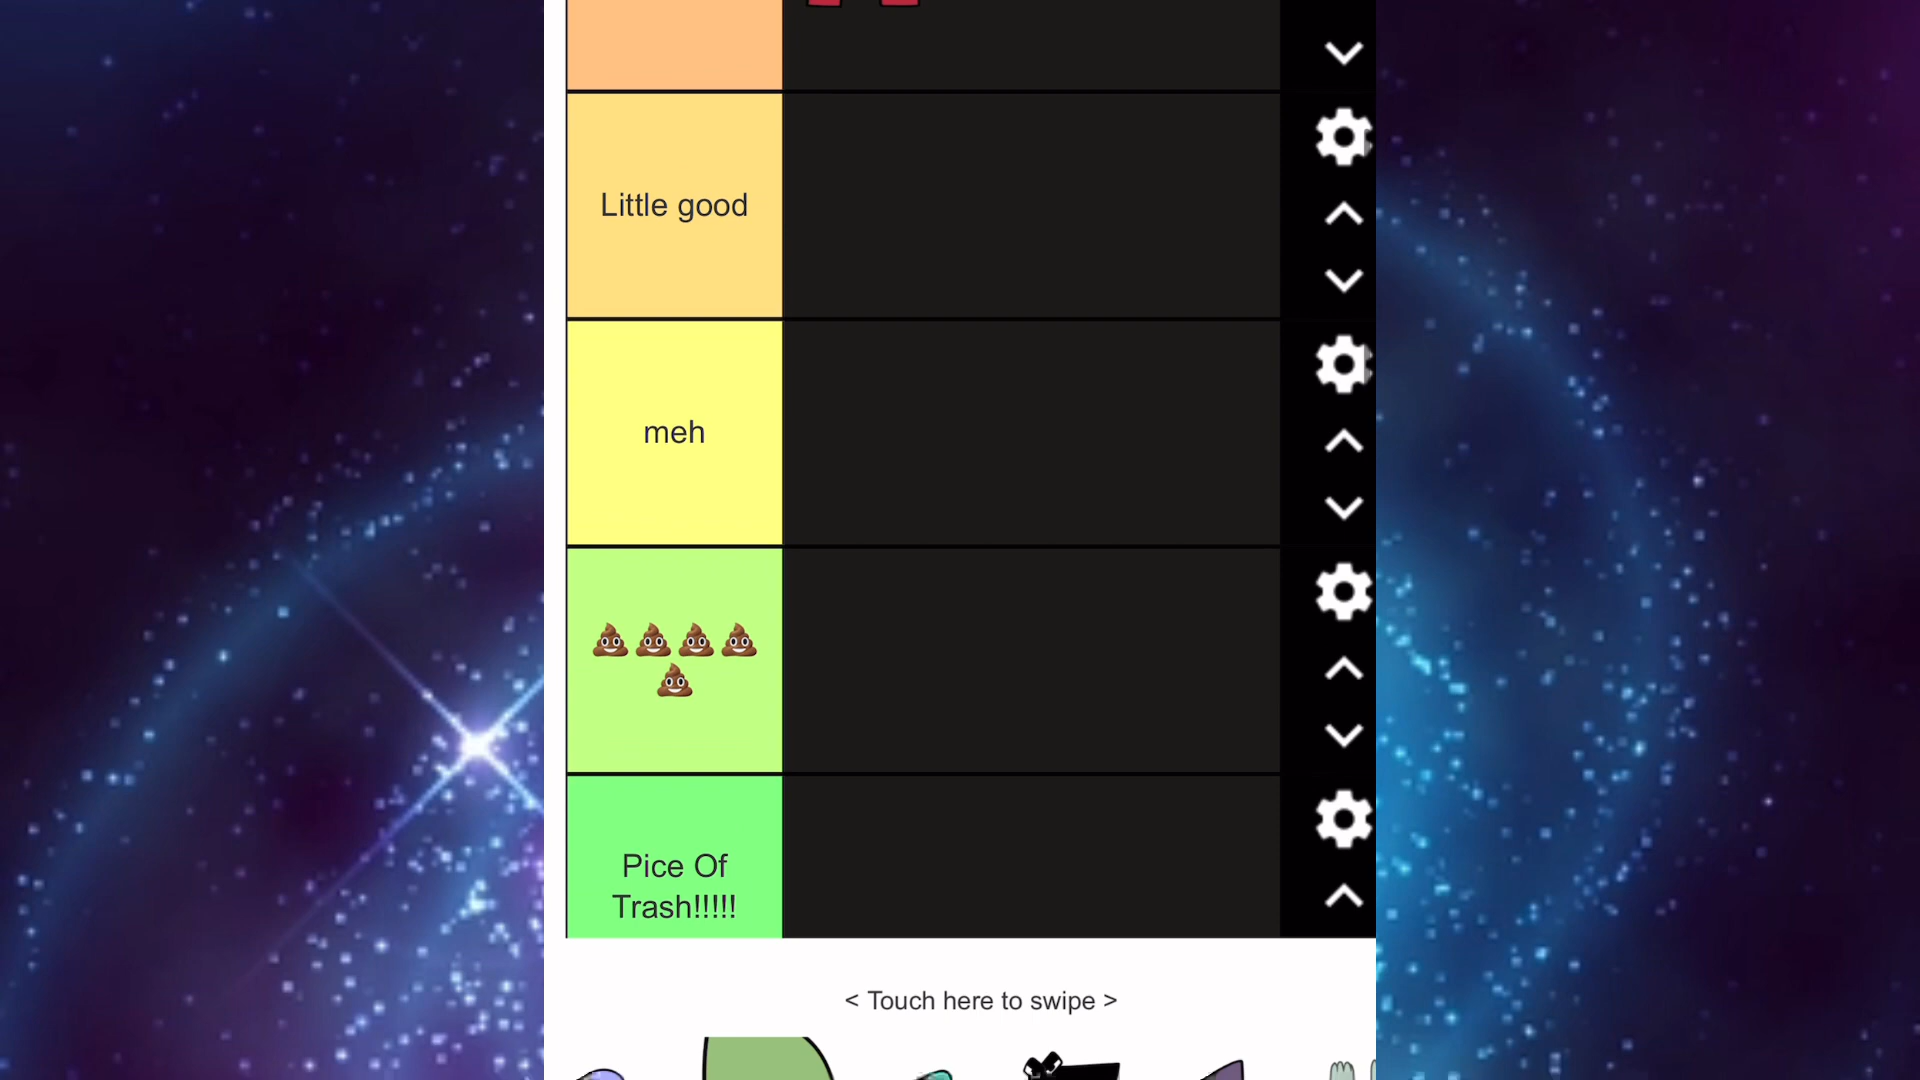 Little good
meh
💩💩💩💩
💩
Pice Of
Trash!!!!!
< Touch here to swipe >